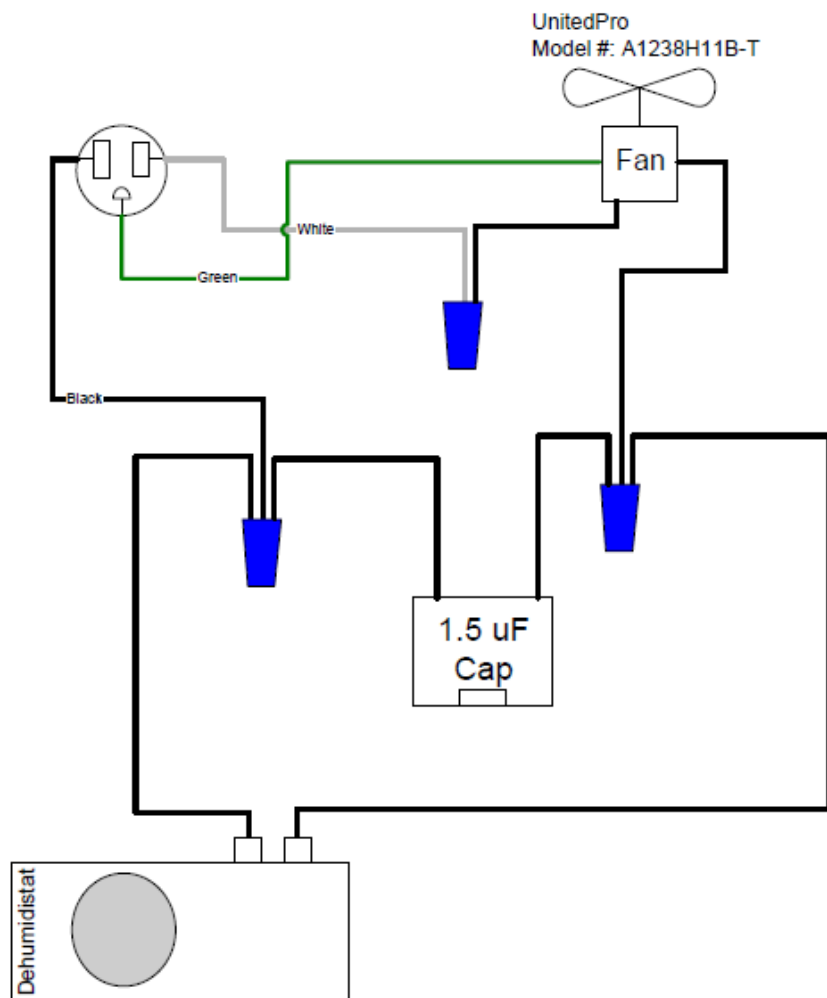 UnitedPro
Model #: A1238H11B-T
Fan
White
Green
Black
1.5 uF
Cap
Dehumidistat